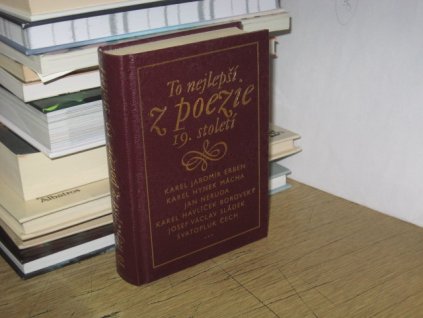 To nejlepší
z poezie
19. století
KAREL JAROMÍR ERBEN
KAREL HYNEK MÁCHA
JAN NERUDA
KAREL HAVLÍČEK BOROVSKÝ
JOSEF VÁCLAV SLÁDEK
SVATOPLUK ČECH
...
Albatros